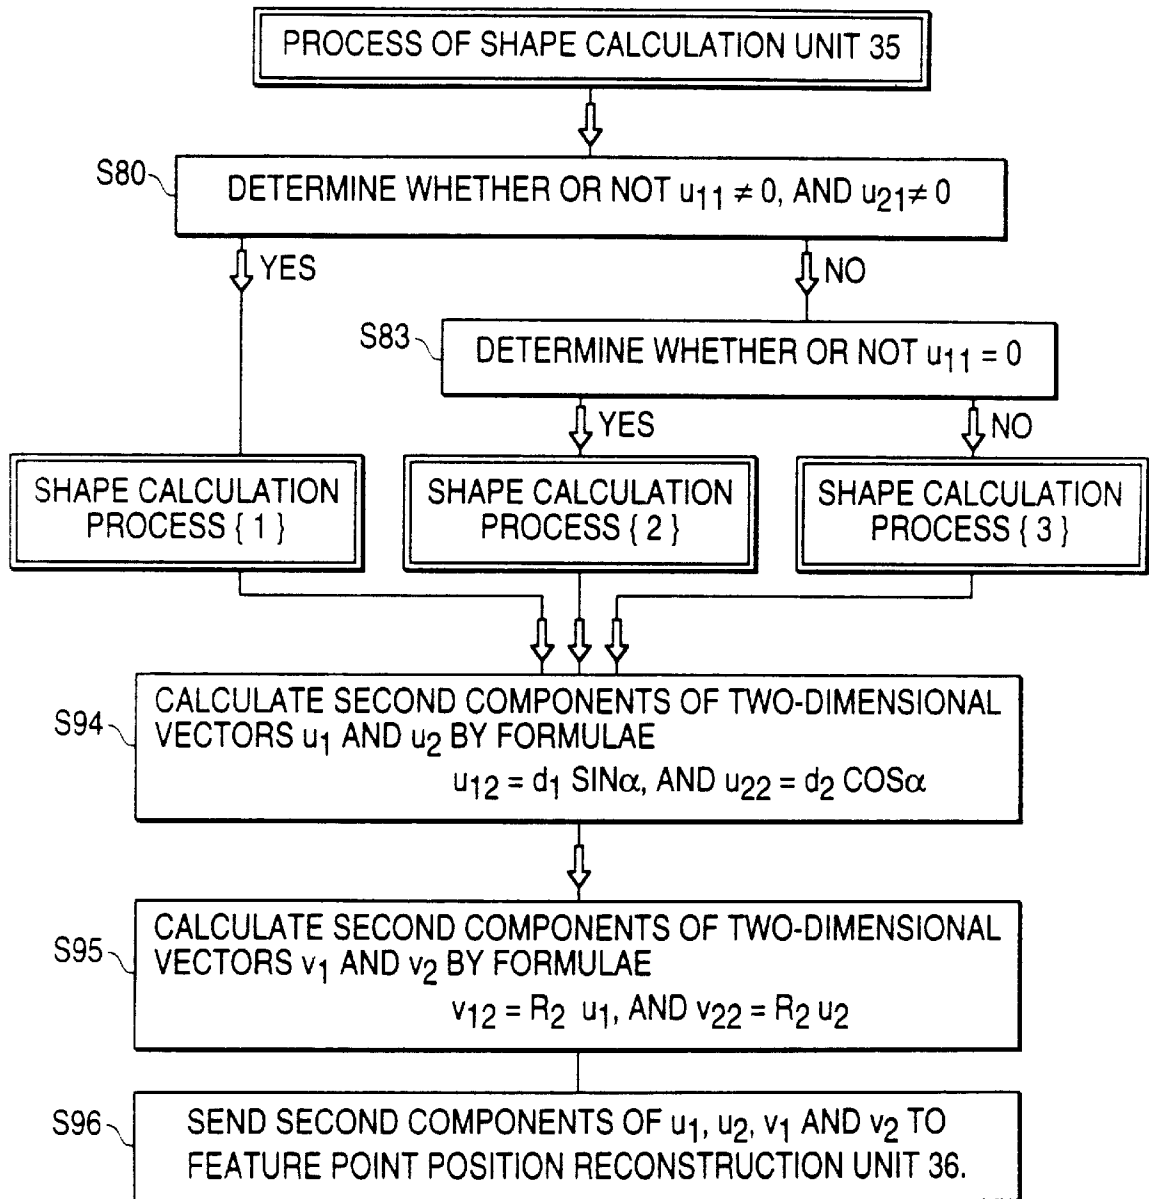 PROCESS OF SHAPE CALCULATION UNIT 35
S80
DETERMINE WHETHER OR NOT u11 ≠ 0, AND u21 ≠ 0
YES
NO
S83
DETERMINE WHETHER OR NOT u11 = 0
YES
NO
SHAPE CALCULATION
PROCESS { 1 }
SHAPE CALCULATION
PROCESS { 2 }
SHAPE CALCULATION
PROCESS { 3 }
S94
CALCULATE SECOND COMPONENTS OF TWO-DIMENSIONAL
VECTORS u1 AND u2 BY FORMULAE
u12 = d1 SINα, AND u22 = d2 COSα
S95
CALCULATE SECOND COMPONENTS OF TWO-DIMENSIONAL
VECTORS v1 AND v2 BY FORMULAE
v12 = R2 u1, AND v22 = R2 u2
S96
SEND SECOND COMPONENTS OF u1, u2, v1 AND v2 TO
FEATURE POINT POSITION RECONSTRUCTION UNIT 36.